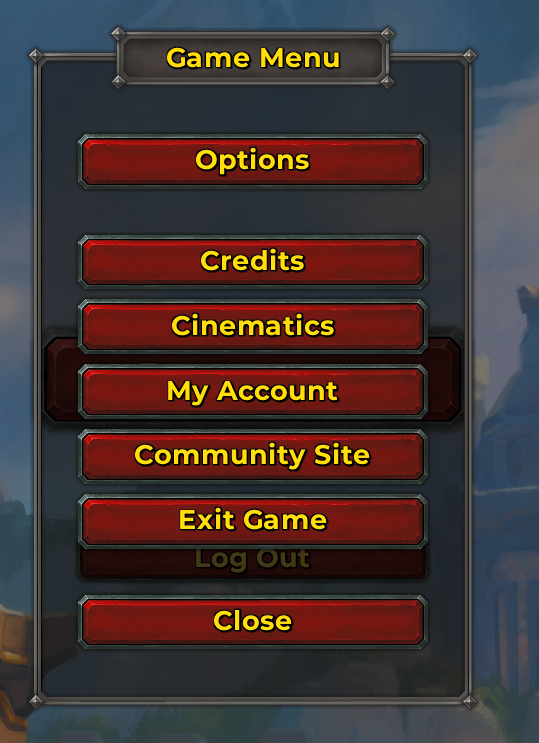 Game Menu
Options
Credits
Cinematics
My Account
Community Site
Exit Game
Log Out
Close